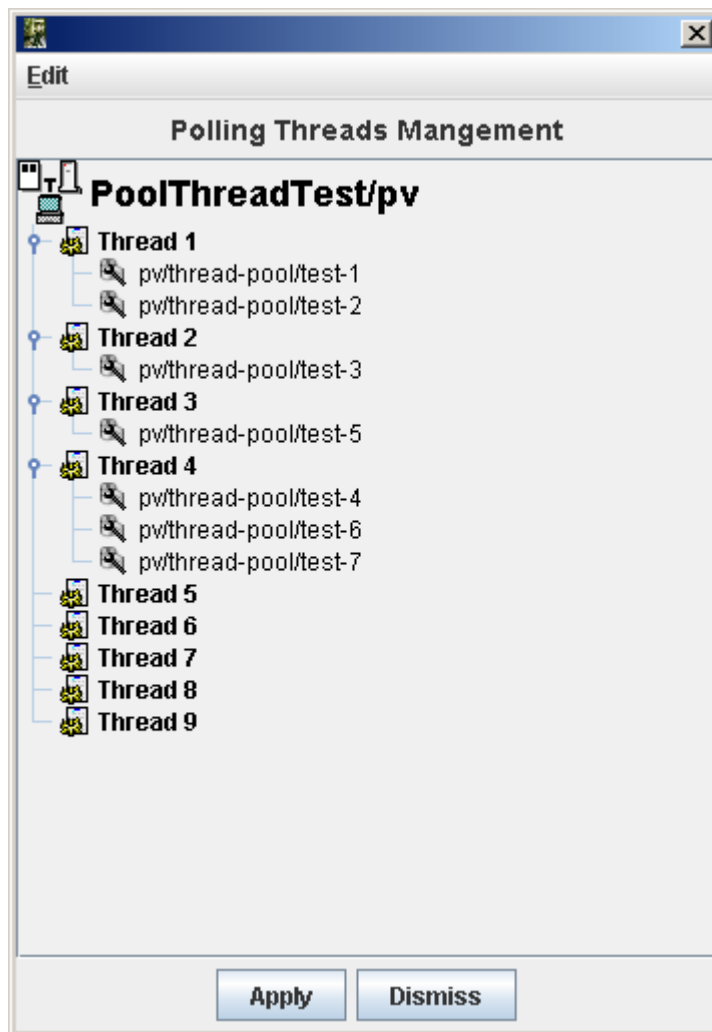 Edit
Polling Threads Mangement
PoolThreadTest/pv
Thread 1
pv/thread-pool/test-1
pv/thread-pool/test-2
Thread 2
pv/thread-pool/test-3
Thread 3
pv/thread-pool/test-5
Thread 4
pv/thread-pool/test-4
pv/thread-pool/test-6
pv/thread-pool/test-7
Thread 5
Thread 6
Thread 7
Thread 8
Thread 9
Apply Dismiss